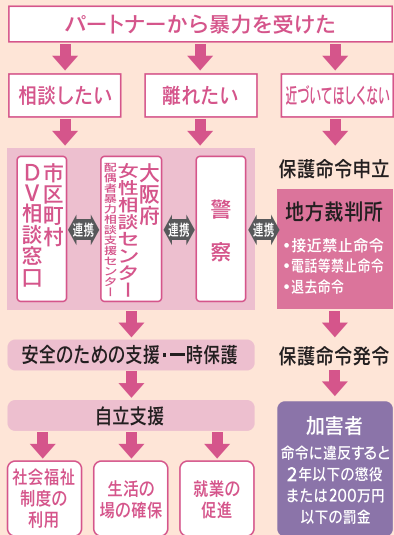 パートナーから暴力を受けた
相談したい
離れたい
近づいてほしくない
市区町村
DV相談窓口
連携
大阪府
女性相談センター
配偶者暴力相談支援センター
連携
警察
連携
保護命令申立
地方裁判所
•接近禁止命令
•電話等禁止命令
•退去命令
安全のための支援・一時保護
保護命令発令
自立支援
社会福祉
制度の
利用
生活の
場の確保
就業の
促進
加害者
命令に違反すると
2年以下の懲役
または200万円
以下の罰金